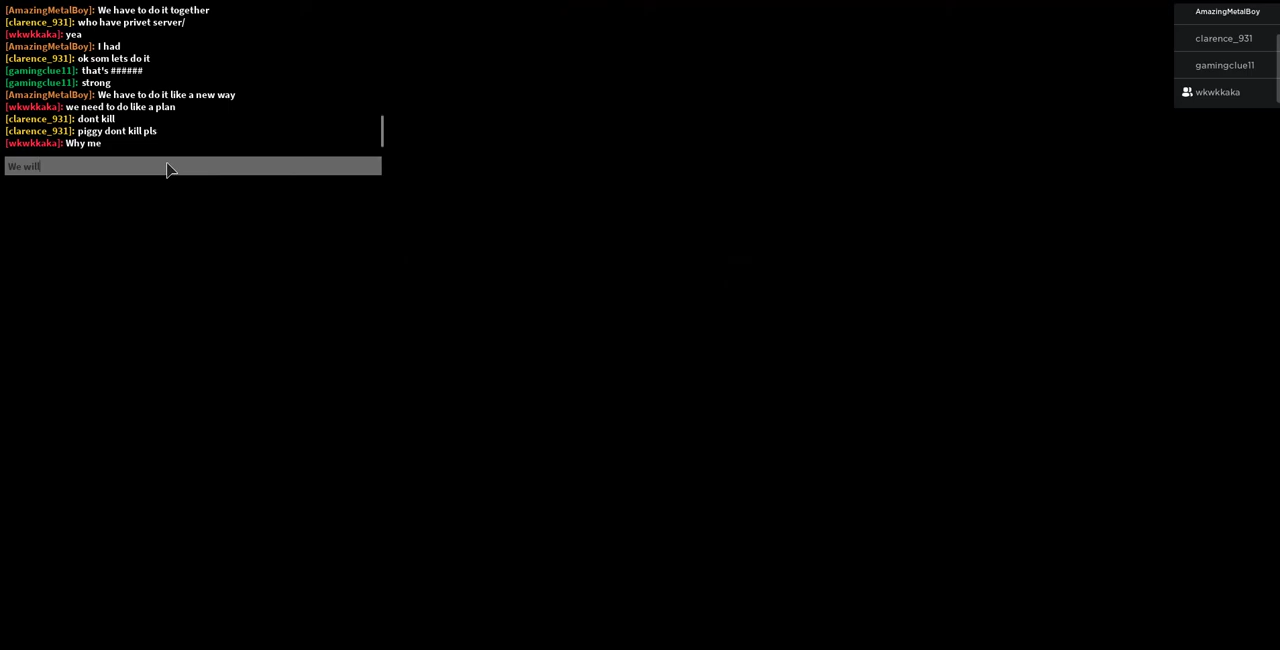 [AmazingMetalBoy]: We have to do it together
[clarence_931]: who have privet server/
[wkwkkaka]: yea
[AmazingMetalBoy]: I had
[clarence_931]: ok som lets do it
[gamingclue11]: that's ######
[gamingclue11]: strong
[AmazingMetalBoy]: We have to do it like a new way
[wkwkkaka]: we need to do like a plan
[clarence_931]: dont kill
[clarence_931]: piggy dont kill pls
[wkwkkaka]: Why me
We will
AmazingMetalBoy
clarence_931
gamingclue11
wkwkkaka